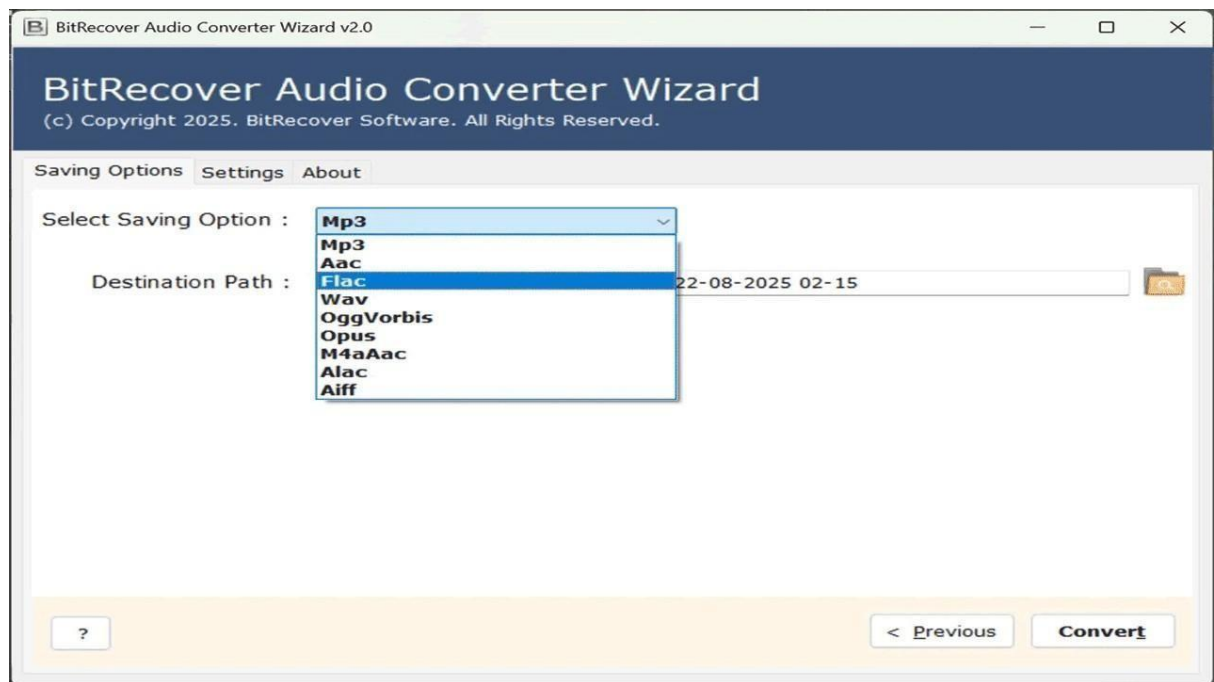 BitRecover Audio Converter Wizard v2.0
BitRecover Audio Converter Wizard
(c) Copyright 2025. BitRecover Software. All Rights Reserved.
Saving Options Settings About
Select Saving Option : Mp3
Mp3
Aac
Destination Path : Flac 22-08-2025 02-15
Wav
OggVorbis
Opus
M4aAac
Alac
Aiff
? < Previous Convert